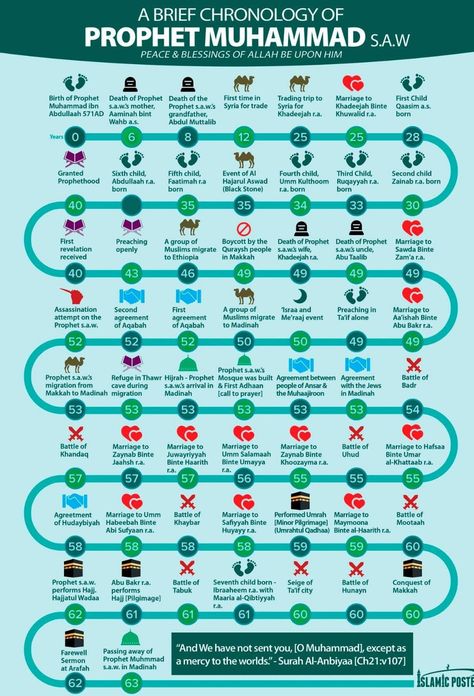 A BRIEF CHRONOLOGY OF
PROPHET MUHAMMAD S.A.W
PEACE & BLESSINGS OF ALLAH BE UPON HIM
Birth of Prophet
Muhammad ibn
Abdullaah 571AD
Death of Prophet
s.a.w's mother,
Aaminah bint
Wahb a.s.
Death of the
Prophet s.a.w's
grandfather,
Abdul Muttalib
First time in
Syria for trade
Trading trip to
Syria for
Khadeejah r.a.
Marriage to
Khadeejah Binte
Khuwalid r.a.
First Child
Qaasim a.s.
born
Years
0
6
8
12
25
25
28
Granted
Prophethood
Sixth child,
Abdullaah r.a.
born
Fifth child,
Faatimah r.a.
born
Event of Al
Hajarul Aswad
(Black Stone)
Fourth child,
Umm Kulthoom
r.a. born
Third Child,
Ruqayyah r.a.
born
Second child
Zainab r.a. born
40
35
35
34
33
30
First
revelation
received
Preaching
openly
A group of
Muslims migrate
to Ethiopia
Boycott by the
Quraysh people
in Makkah
Death of Prophet
s.a.w's wife,
Khadeejah r.a.
Death of Prophet
s.a.w's uncle,
Abu Taalib
Marriage to
Sawda Binte
Zam'a r.a.
40
43
46
49
49
49
49
Assassination
attempt on the
Prophet s.a.w.
Second
agreement
of Aqabah
First
agreement
of Aqabah
A group of
Muslims migrate
to Madinah
'Israa and
Me'raaj event
Preaching in
Ta'if alone
Marriage to
Aa'ishah Binte
Abu Bakr r.a.
52
52
52
50
50
49
49
Prophet s.a.w's
migration from
Makkah to Madinah
Refuge in Thawr
cave during
migration
Hijrah - Prophet
s.a.w's arrival in
Madinah
Prophet s.a.w's
Mosque was built
& First Adhaan
[call to prayer]
Agreement between
people of Ansar &
the Muhaajiroon
Agreement
with the Jews
in Madinah
Battle of
Badr
53
53
53
53
53
53
54
Battle of
Khandaq
Marriage to
Zaynab Binte
Jaahsh r.a.
Marriage to
Juwayriyyah
Binte Haarith
r.a.
Marriage to
Umm Salamaah
Binte Umayya
r.a.
Marriage to
Zaynab Binte
Khoozayma r.a.
Battle of
Uhud
Marriage to Hafsaa
Binte Umar
al-Khattaab r.a.
57
57
57
56
55
55
55
Agreement
of Hudaybiyah
Marriage to Umm
Habeebah Binte
Abi Sufyaan r.a.
Battle of
Khaybar
Marriage to
Safiyyah Binte
Huyayy r.a.
Performed Umrah
[Minor Pilgrimage]
(Umrahtul Qadhaa)
Marriage to
Maymoona
Binte al-Haarith r.a.
Battle of
Mootaah
58
58
58
58
59
59
60
Prophet s.a.w.
performs Hajj.
Hajjatul Wadaa
Abu Bakr r.a.
performs
Hajj [Pilgimage]
Battle of
Tabuk
Seventh child born -
Ibraaheem r.a. with
Maaria al-Qibtiyyah
r.a.
Seige of
Ta'if city
Battle of
Hunayn
Conquest of
Makkah
62
61
61
61
60
60
60
Farewell
Sermon
at Arafah
Passing away of
Prophet Muhmmad
s.a.w. in Madinah
62
63
"And We have not sent you, [O Muhammad], except as
a mercy to the worlds." - Surah Al-Anbiyaa [Ch21:v107]
ISLAMIC POSTE